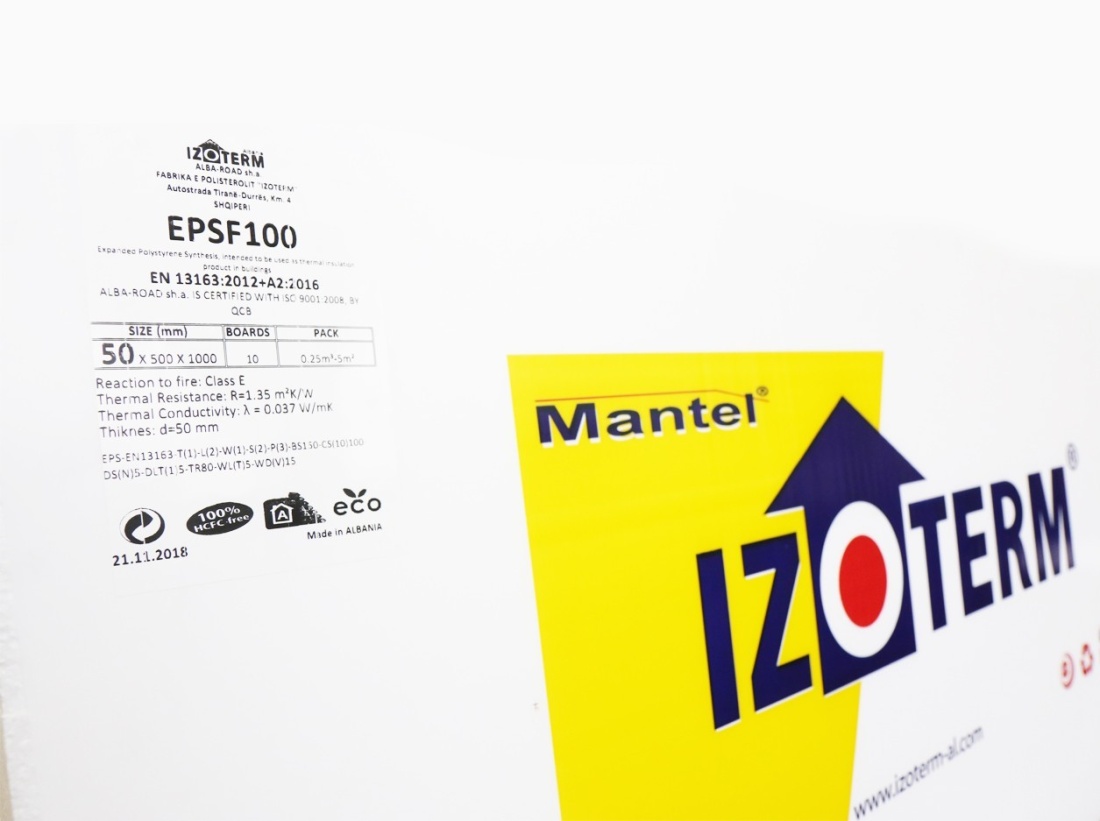 IZOTERM
ALBA-ROAD sh.a.
FABRIKA E POLISTEROLIT "IZOTERM"
Autostrada Tiranë-Durrës, Km. 4
SHQIPERI
EPSF100
Expanded Polystyrene Synthesis, intended to be used as thermal insulation
product in buildings
EN 13163:2012+A2:2016
ALBA-ROAD sh.a. IS CERTIFIED WITH ISO 9001:2008, BY
QCB
SIZE (mm) BOARDS PACK
50 X 500 X 1000 10 0.25m³-5m²
Reaction to fire: Class E
Thermal Resistance: R=1.35 m²K/W
Thermal Conductivity: λ = 0.037 W/mK
Thiknes: d=50 mm
EPS-EN13163-T(1)-L(2)-W(1)-S(2)-P(3)-BS150-CS(10)100
DS(N)5-DLT(1)5-TR80-WL(T)5-WD(V)15
100%
HCFC-free
A
eco
Made in ALBANIA
21.11.2018
Mantel®
IZOTERM®
www.izoterm-al.com